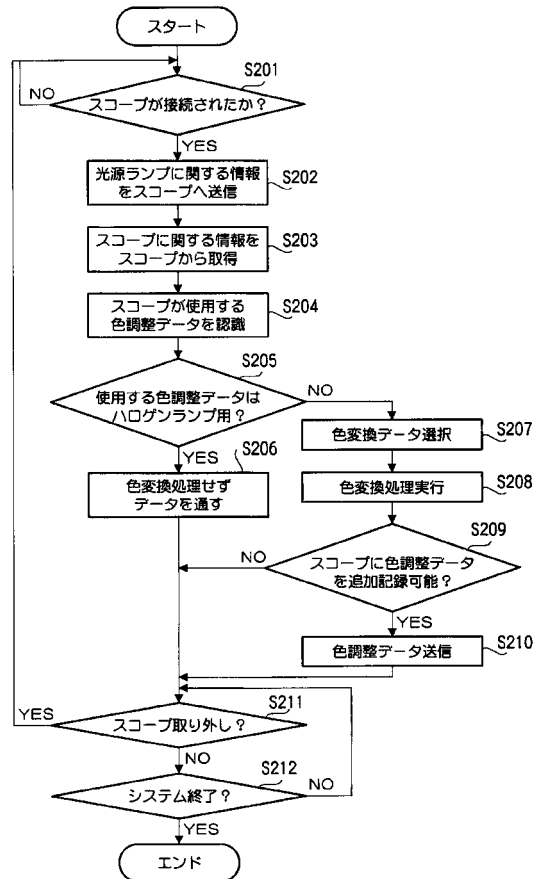 スタート
S201
スコープが接続されたか？
NO
YES
光源ランプに関する情報
をスコープへ送信
S202
スコープに関する情報を
スコープから取得
S203
スコープが使用する
色調整データを認識
S204
S205
使用する色調整データは
ハロゲンランプ用？
NO
YES
S206
色変換処理せず
データを通す
色変換データ選択
S207
色変換処理実行
S208
S209
スコープに色調整データ
を追加記録可能？
NO
YES
色調整データ送信
S210
S211
スコープ取り外し？
YES
NO
S212
システム終了？
NO
YES
エンド